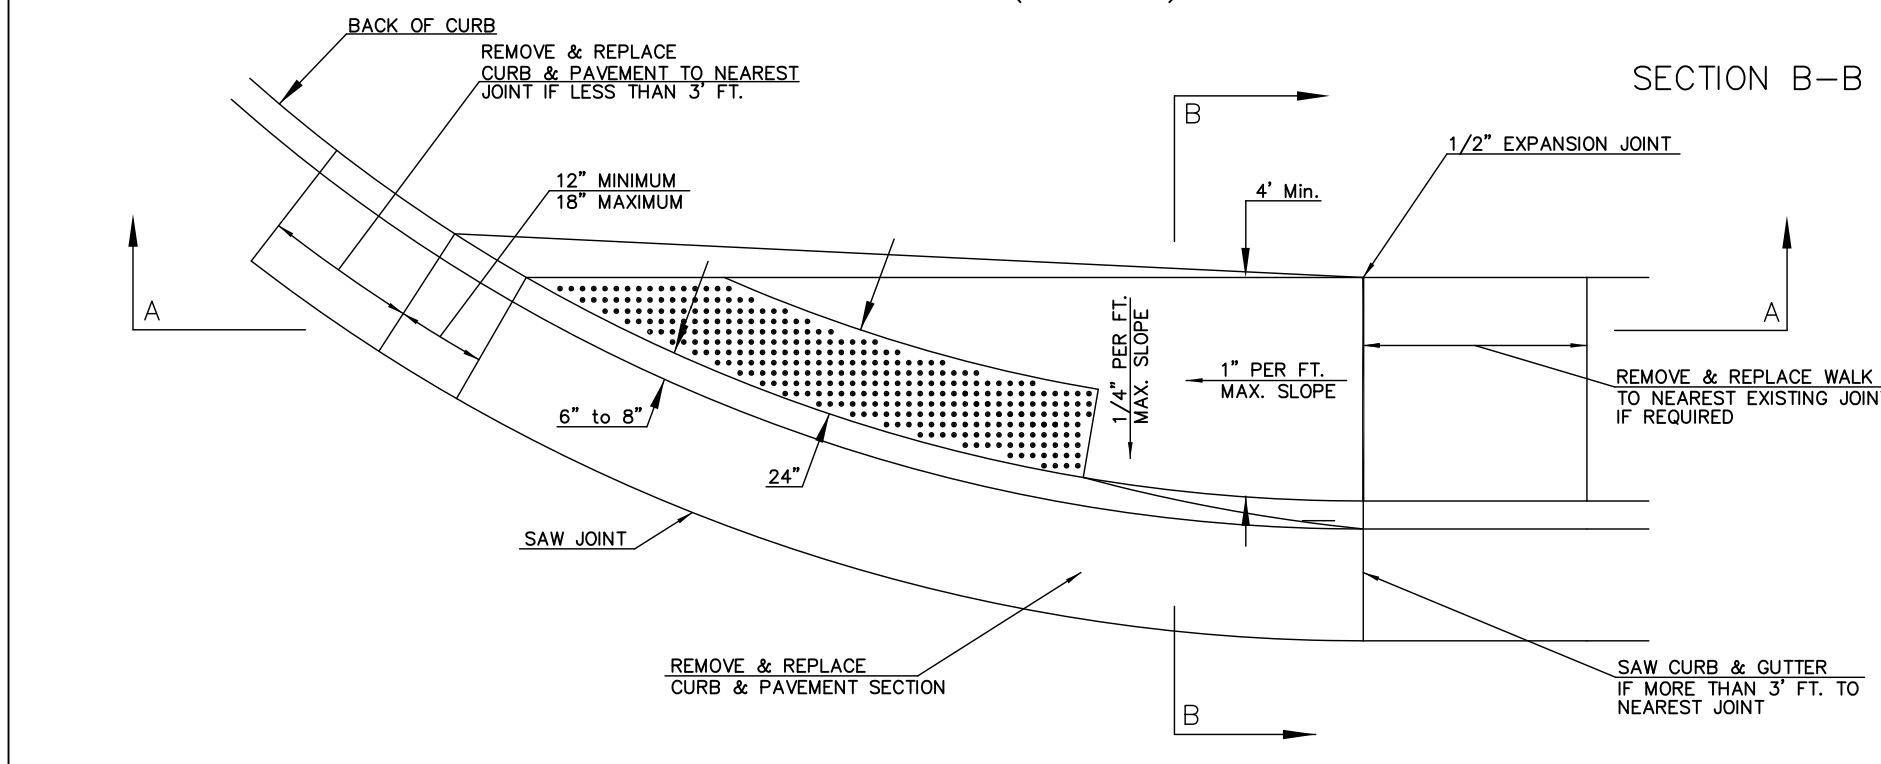 BACK OF CURB
REMOVE & REPLACE
CURB & PAVEMENT TO NEAREST
JOINT IF LESS THAN 3' FT.
SECTION B-B
B
1/2" EXPANSION JOINT
12" MINIMUM
18" MAXIMUM
4' Min.
A
A
1/4" PER FT.
MAX. SLOPE
1" PER FT.
MAX. SLOPE
REMOVE & REPLACE WALK
TO NEAREST EXISTING JOIN
IF REQUIRED
6" to 8"
24"
SAW JOINT
REMOVE & REPLACE
CURB & PAVEMENT SECTION
SAW CURB & GUTTER
IF MORE THAN 3' FT. TO
NEAREST JOINT
B